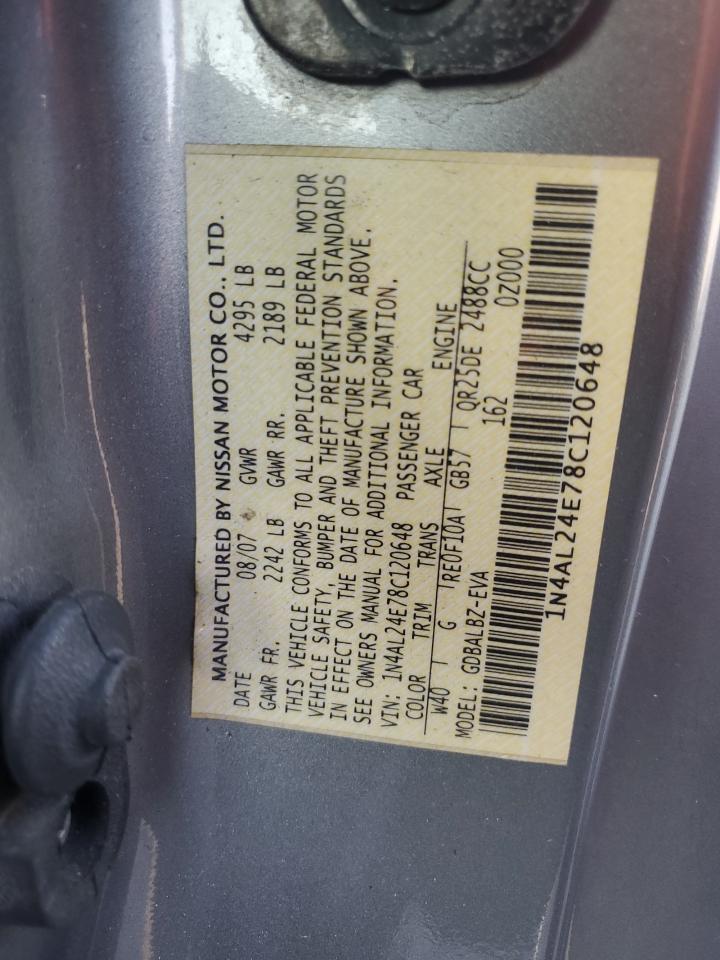 MANUFACTURED BY NISSAN MOTOR CO., LTD.
DATE 08/07 GVWR 4295 LB
GAWR FR. 2242 LB GAWR RR. 2189 LB
THIS VEHICLE CONFORMS TO ALL APPLICABLE FEDERAL MOTOR
VEHICLE SAFETY, BUMPER AND THEFT PREVENTION STANDARDS
IN EFFECT ON THE DATE OF MANUFACTURE SHOWN ABOVE.
SEE OWNERS MANUAL FOR ADDITIONAL INFORMATION.
VIN: 1N4AL24E78C120648 PASSENGER CAR
COLOR TRIM TRANS AXLE ENGINE
W40 G RE0F10A GB57 QR25DE 2488CC
MODEL: GDBALBZ-EVA 162 0Z000
1N4AL24E78C120648